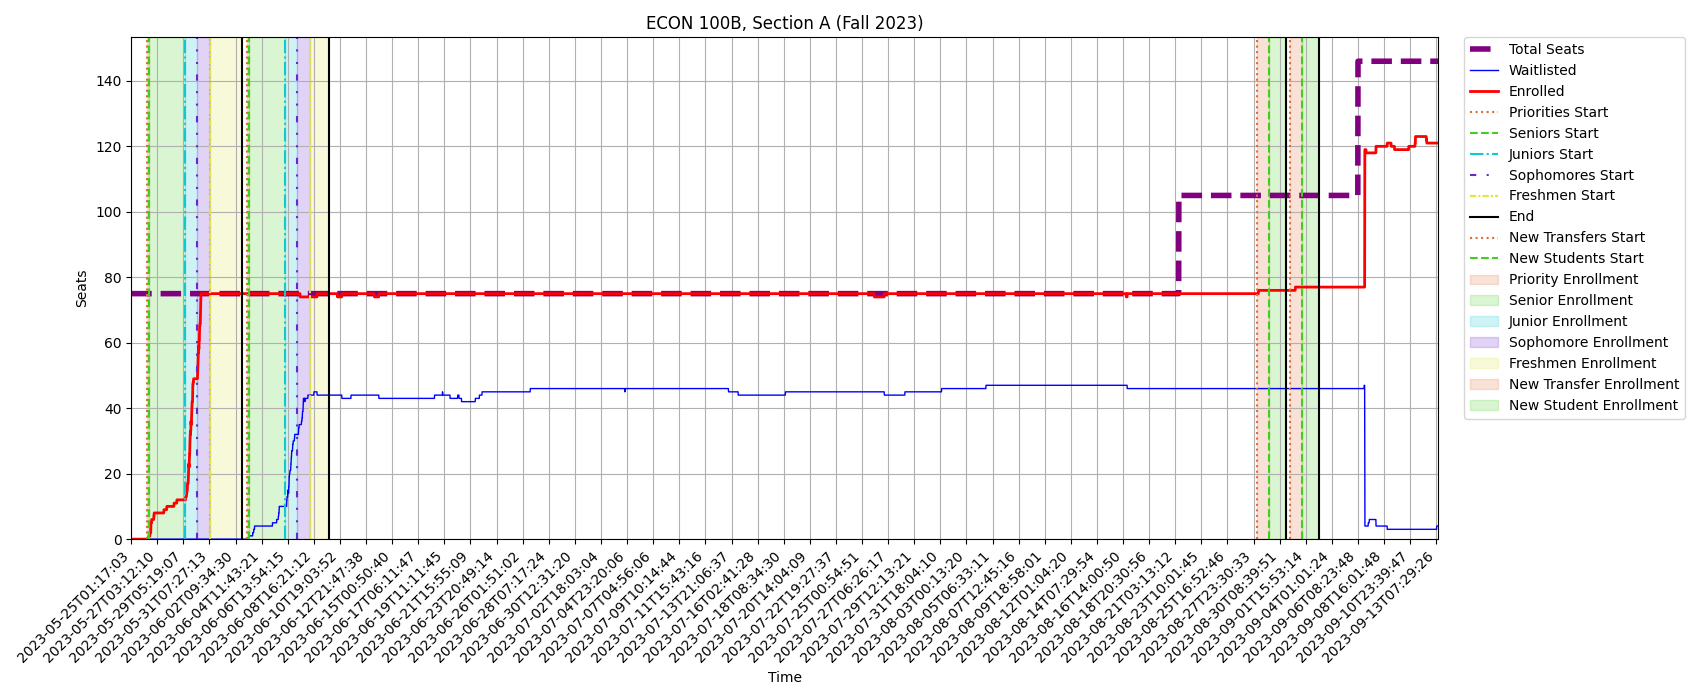 ECON 100B, Section A (Fall 2023)
Seats
140
120
100
80
60
40
20
0
2023-05-25T01:17:03
2023-05-27T03:12:10
2023-05-29T05:19:07
2023-05-31T07:27:13
2023-06-02T09:34:30
2023-06-04T11:43:21
2023-06-06T13:54:15
2023-06-08T16:21:12
2023-06-10T19:03:52
2023-06-12T21:47:38
2023-06-15T00:50:40
2023-06-17T06:11:47
2023-06-19T11:11:45
2023-06-21T15:55:09
2023-06-23T20:49:14
2023-06-26T01:51:02
2023-06-28T07:17:24
2023-06-30T12:31:20
2023-07-02T18:03:04
2023-07-04T23:20:06
2023-07-07T04:56:06
2023-07-09T10:14:44
2023-07-11T15:43:16
2023-07-13T21:06:37
2023-07-16T02:41:28
2023-07-18T08:34:30
2023-07-20T14:04:09
2023-07-22T19:27:37
2023-07-25T00:54:51
2023-07-27T06:26:17
2023-07-29T12:13:21
2023-07-31T18:04:10
2023-08-03T00:13:20
2023-08-05T06:33:11
2023-08-07T12:45:16
2023-08-09T18:58:01
2023-08-12T01:04:20
2023-08-14T07:29:54
2023-08-16T14:00:50
2023-08-18T20:30:56
2023-08-21T03:13:12
2023-08-23T10:01:45
2023-08-25T16:52:46
2023-08-27T23:30:33
2023-08-30T08:39:51
2023-09-01T15:53:14
2023-09-04T01:01:24
2023-09-06T08:23:48
2023-09-08T16:01:48
2023-09-10T23:39:47
2023-09-13T07:29:26
Time
Total Seats
Waitlisted
Enrolled
Priorities Start
Seniors Start
Juniors Start
Sophomores Start
Freshmen Start
End
New Transfers Start
New Students Start
Priority Enrollment
Senior Enrollment
Junior Enrollment
Sophomore Enrollment
Freshmen Enrollment
New Transfer Enrollment
New Student Enrollment